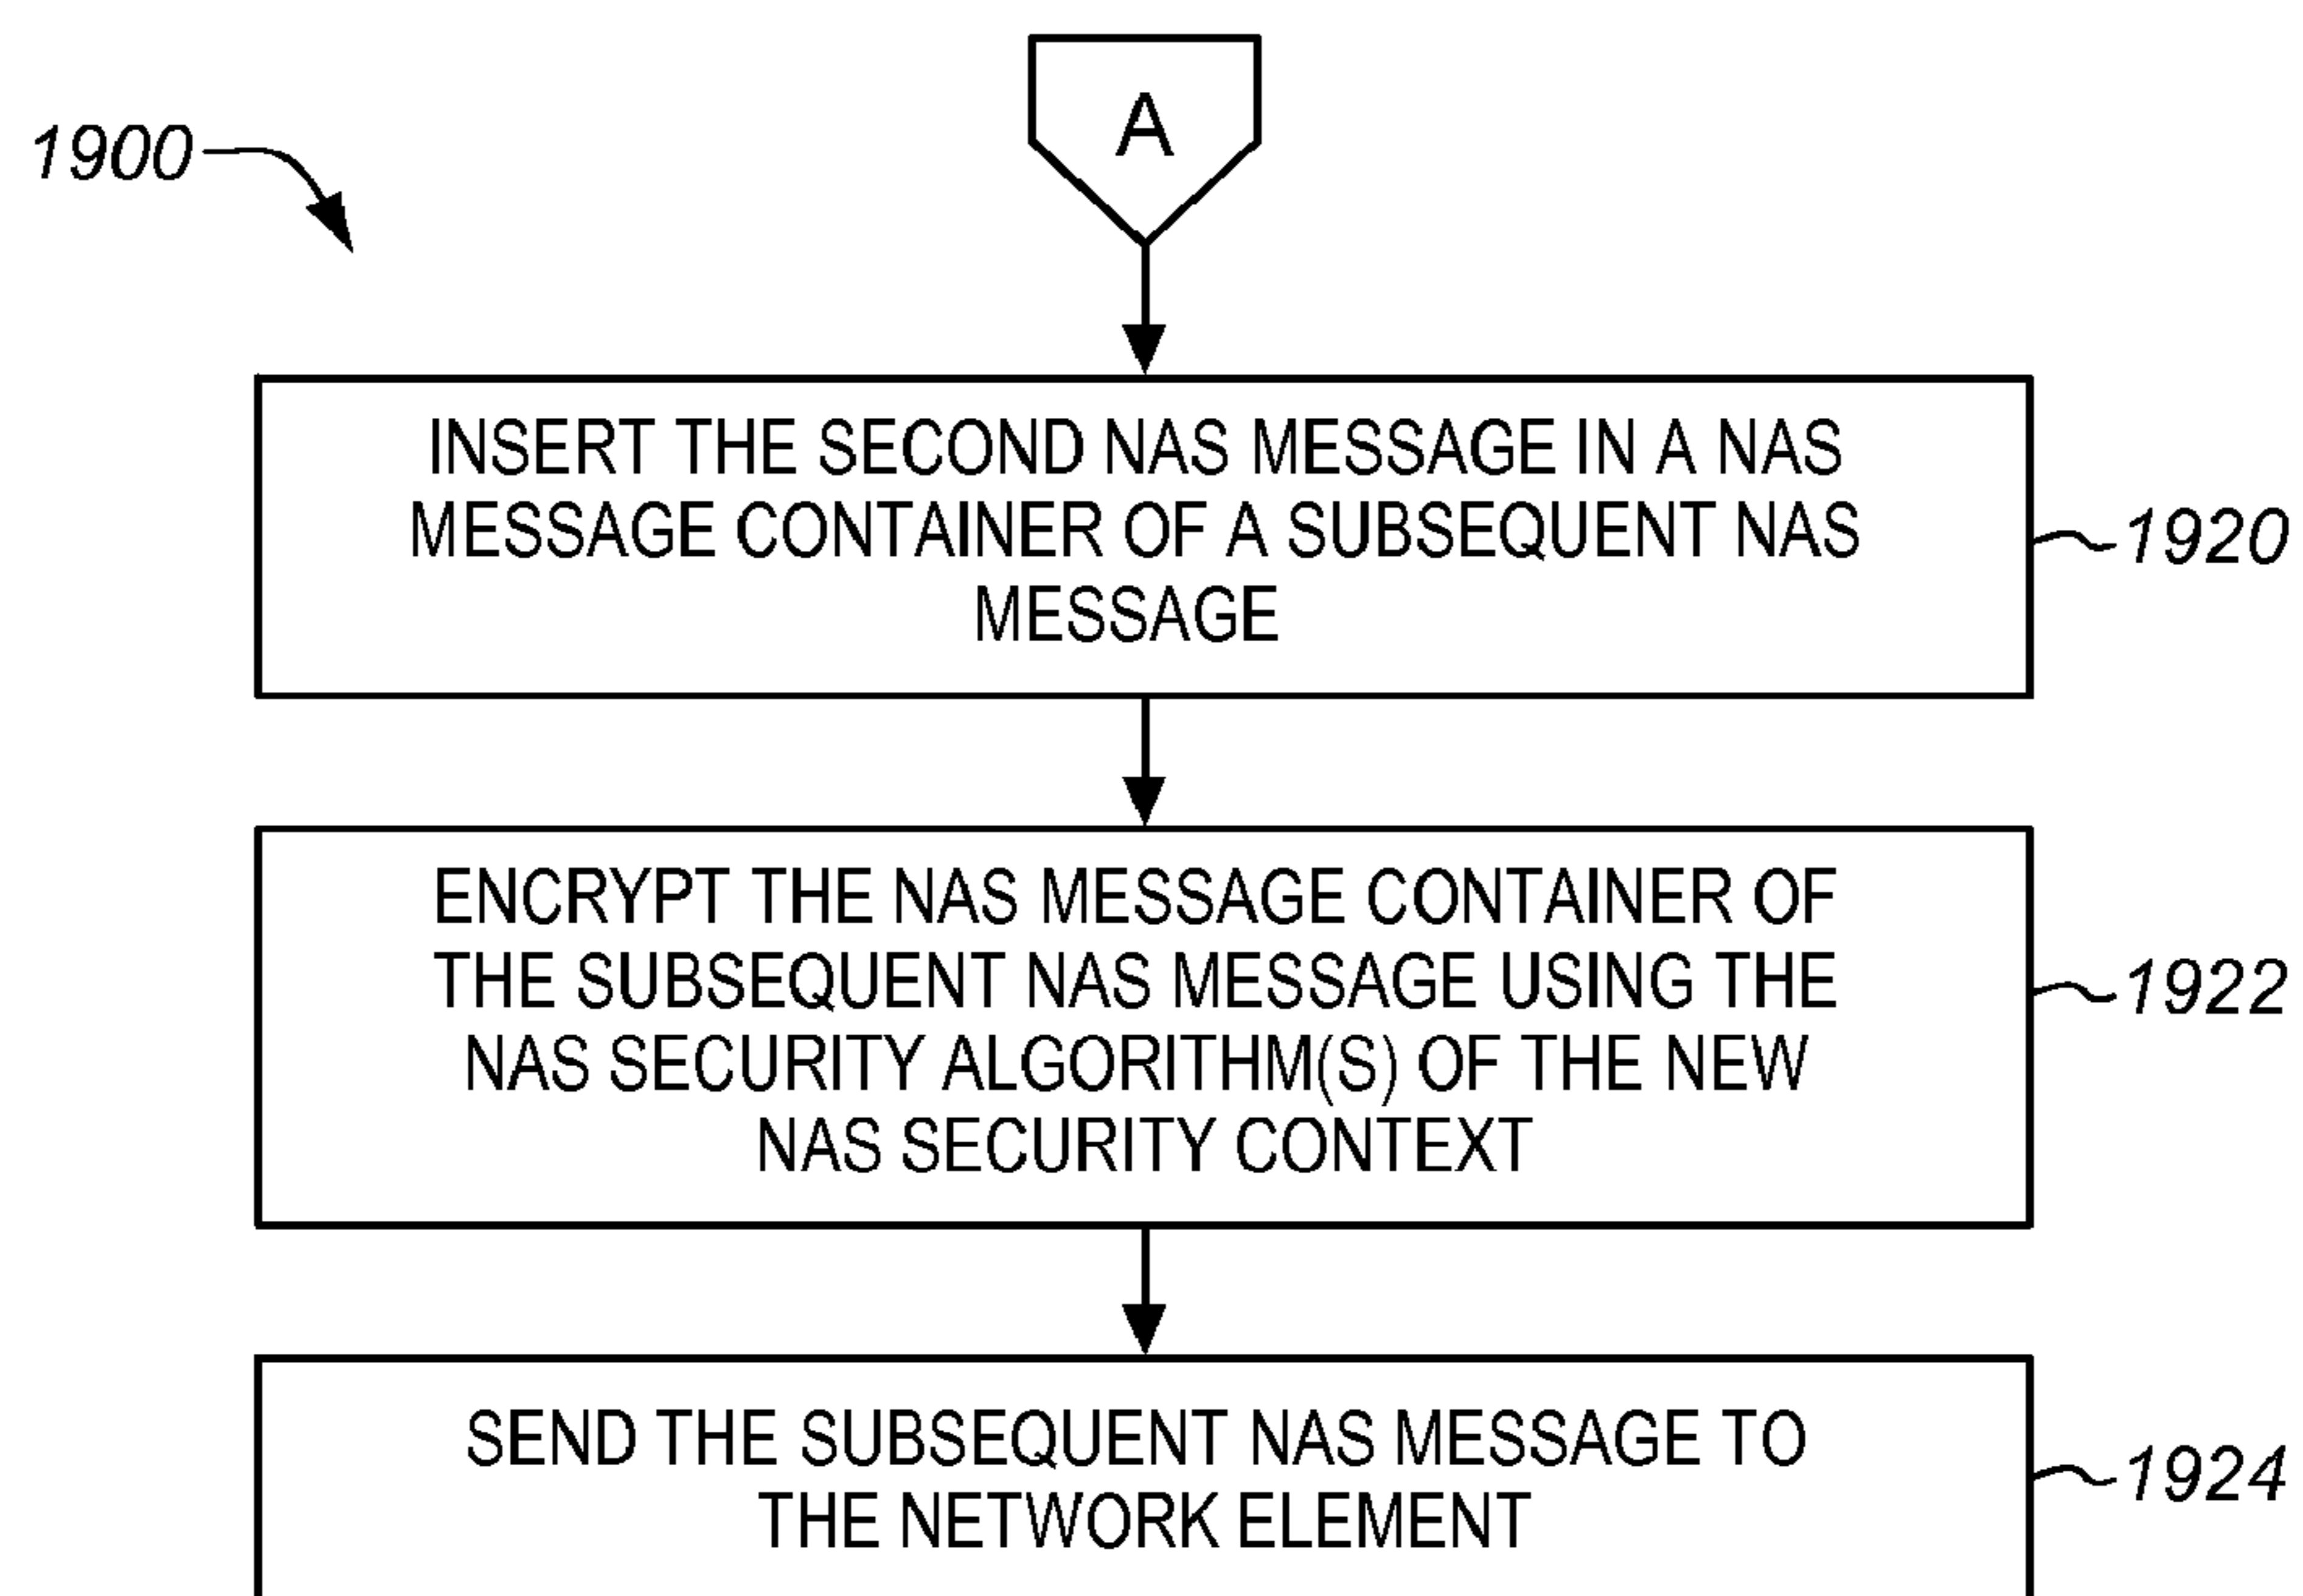 A
1900
INSERT THE SECOND NAS MESSAGE IN A NAS
MESSAGE CONTAINER OF A SUBSEQUENT NAS
MESSAGE
1920
ENCRYPT THE NAS MESSAGE CONTAINER OF
THE SUBSEQUENT NAS MESSAGE USING THE
NAS SECURITY ALGORITHM(S) OF THE NEW
NAS SECURITY CONTEXT
1922
SEND THE SUBSEQUENT NAS MESSAGE TO
THE NETWORK ELEMENT
1924